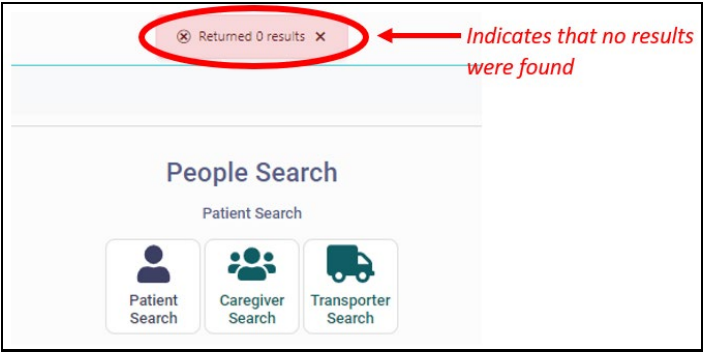 Returned 0 results
Indicates that no results
were found
People Search
Patient Search
Patient
Search
Caregiver
Search
Transporter
Search